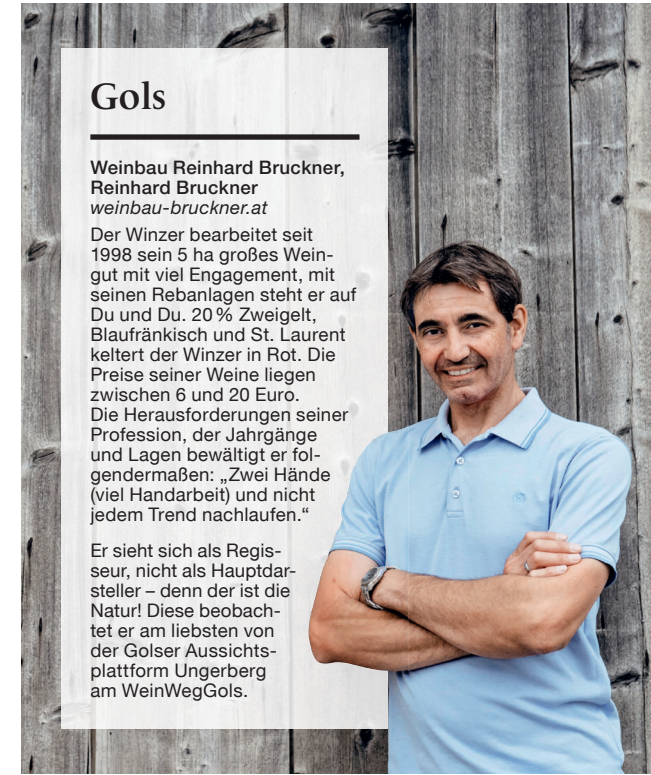 Gols
Weinbau Reinhard Bruckner,
Reinhard Bruckner
weinbau-bruckner.at
Der Winzer bearbeitet seit
1998 sein 5 ha großes Wein-
gut mit viel Engagement, mit
seinen Rebanlagen steht er auf
Du und Du. 20 % Zweigelt,
Blaufränkisch und St. Laurent
keltert der Winzer in Rot. Die
Preise seiner Weine liegen
zwischen 6 und 20 Euro.
Die Herausforderungen seiner
Profession, der Jahrgänge
und Lagen bewältigt er fol-
gendermaßen: „Zwei Hände
(viel Handarbeit) und nicht
jedem Trend nachlaufen.“
Er sieht sich als Regis-
seur, nicht als Hauptdar-
steller – denn der ist die
Natur! Diese beobach-
tet er am liebsten von
der Golser Aussichts-
plattform Ungerberg
am WeinWegGols.